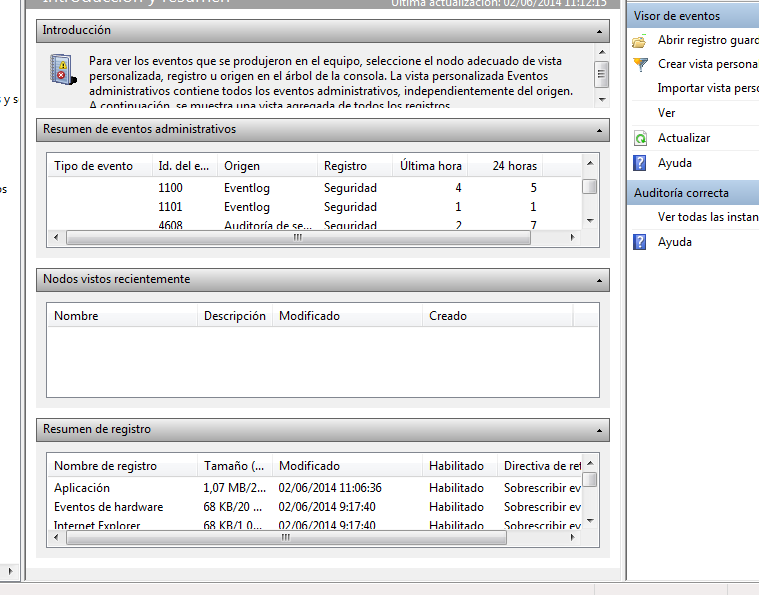 Introducción y resumen
Última actualización: 02/06/2014 11:12:15
Introducción
Para ver los eventos que se produjeron en el equipo, seleccione el nodo adecuado de vista
personalizada, registro u origen en el árbol de la consola. La vista personalizada Eventos
administrativos contiene todos los eventos administrativos, independientemente del origen.
A continuación, se muestra una vista agregada de todos los registros.
Resumen de eventos administrativos
Tipo de evento Id. del e... Origen Registro Última hora 24 horas
1100 Eventlog Seguridad 4 5
1101 Eventlog Seguridad 1 1
4608 Auditoría de se... Seguridad 2 7
Nodos vistos recientemente
Nombre Descripción Modificado Creado
Resumen de registro
Nombre de registro Tamaño (... Modificado Habilitado Directiva de ret
Aplicación 1,07 MB/2... 02/06/2014 11:06:36 Habilitado Sobrescribir ev
Eventos de hardware 68 KB/20 ... 02/06/2014 9:17:40 Habilitado Sobrescribir ev
Internet Explorer 68 KB/1,0... 02/06/2014 9:17:40 Habilitado Sobrescribir ev
y s
os
Visor de eventos
Abrir registro guard
Crear vista persona
Importar vista perso
Ver
Actualizar
Ayuda
Auditoría correcta
Ver todas las instan
Ayuda